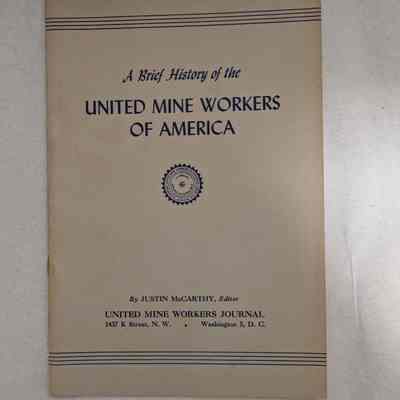 A Brief History of the
UNITED MINE WORKERS
OF AMERICA
By JUSTIN McCARTHY, Editor
UNITED MINE WORKERS JOURNAL
1437 K Street, N. W. • Washington 5, D. C.